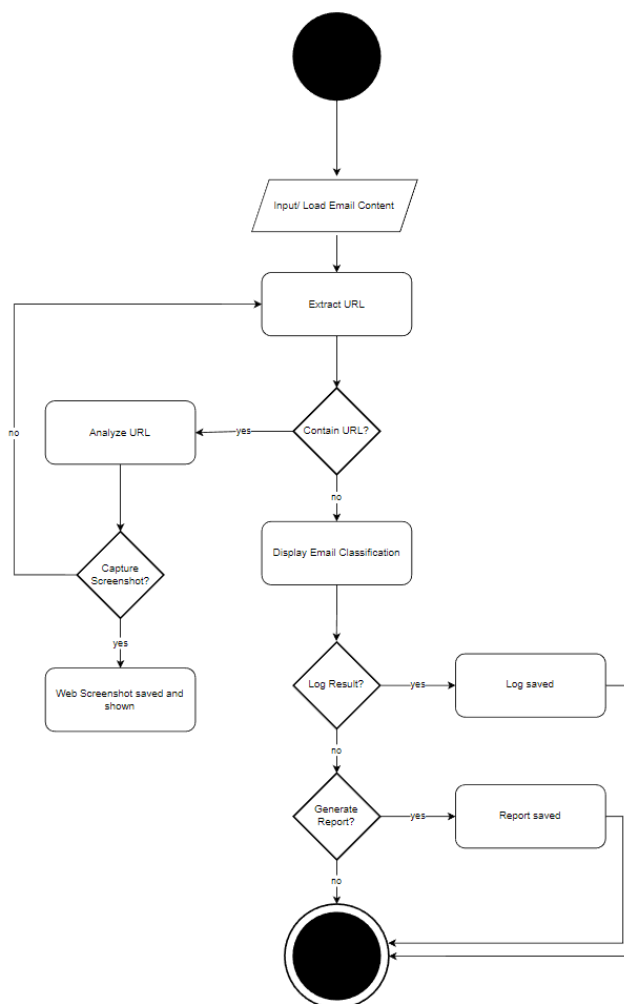 Input/ Load Email Content
Extract URL
Contain URL?
yes
Analyze URL
no
no
Capture
Screenshot?
Display Email Classification
yes
Web Screenshot saved and
shown
Log Result?
yes
Log saved
no
Generate
Report?
yes
Report saved
no